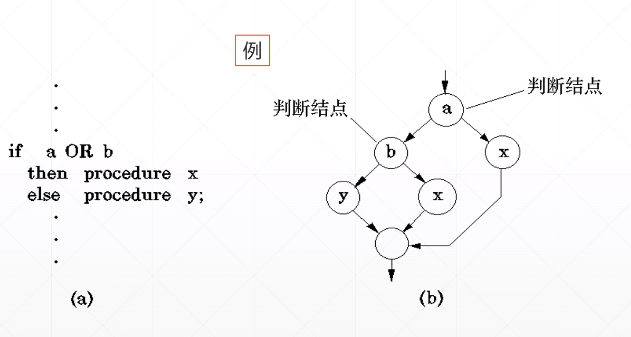 例
if a OR b
then procedure x
else procedure y;
(a)
判断结点
判断结点
a
b
x
y
x
(b)